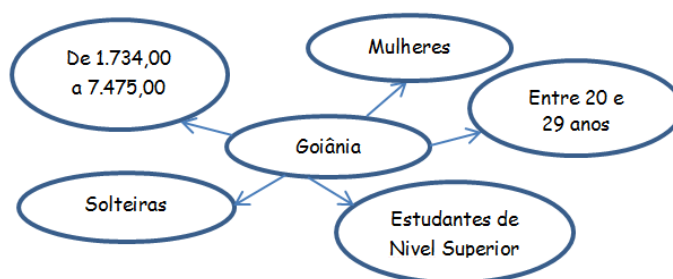 De 1.734,00
a 7.475,00
Mulheres
Entre 20 e
29 anos
Goiânia
Solteiras
Estudantes de
Nivel Superior